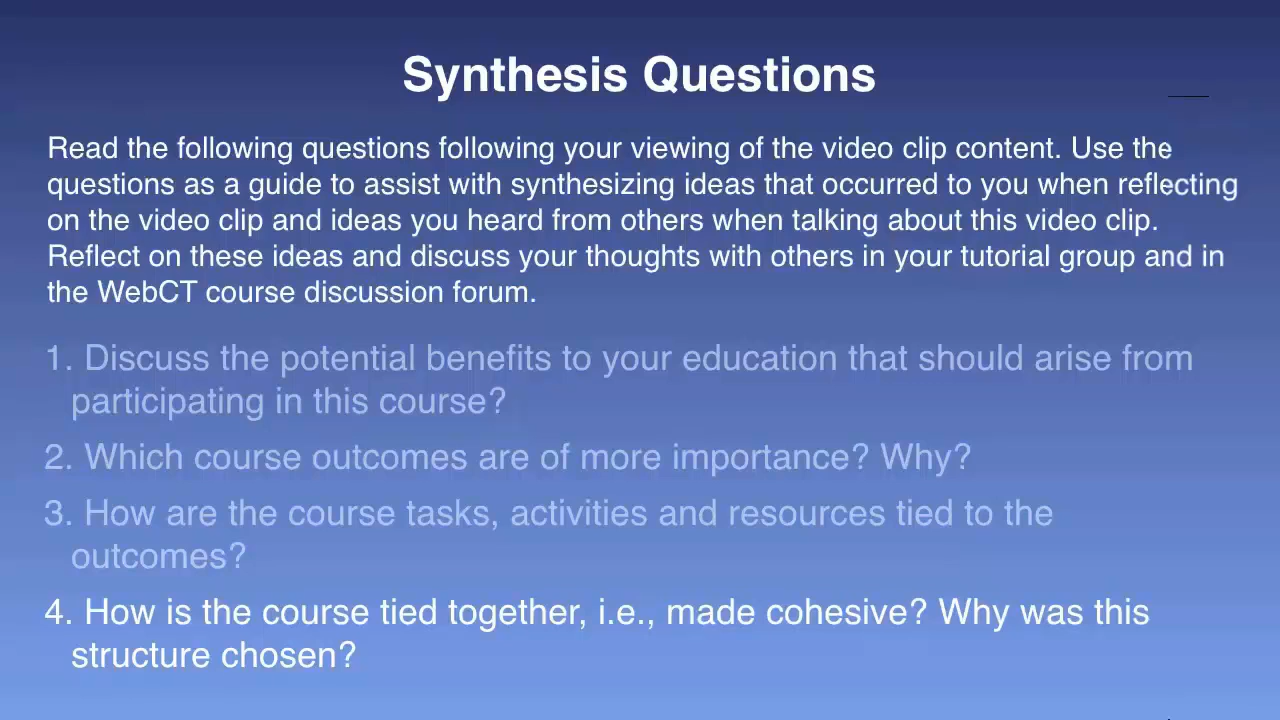 Synthesis Questions
Read the following questions following your viewing of the video clip content. Use the
questions as a guide to assist with synthesizing ideas that occurred to you when reflecting
on the video clip and ideas you heard from others when talking about this video clip.
Reflect on these ideas and discuss your thoughts with others in your tutorial group and in
the WebCT course discussion forum.
1. Discuss the potential benefits to your education that should arise from
participating in this course?
2. Which course outcomes are of more importance? Why?
3. How are the course tasks, activities and resources tied to the
outcomes?
4. How is the course tied together, i.e., made cohesive? Why was this
structure chosen?